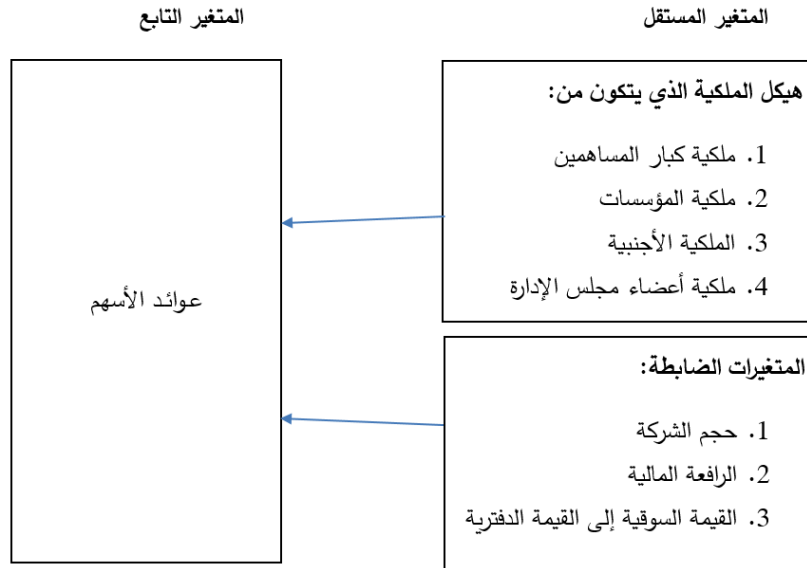 المتغير المستقل
المتغير التابع
هيكل الملكية الذي يتكون من:
1. ملكية كبار المساهمين
2. ملكية المؤسسات
3. الملكية الأجنبية
4. ملكية أعضاء مجلس الإدارة
المتغيرات الضابطة:
1. حجم الشركة
2. الرافعة المالية
3. القيمة السوقية إلى القيمة الدفترية
عوائد الأسهم